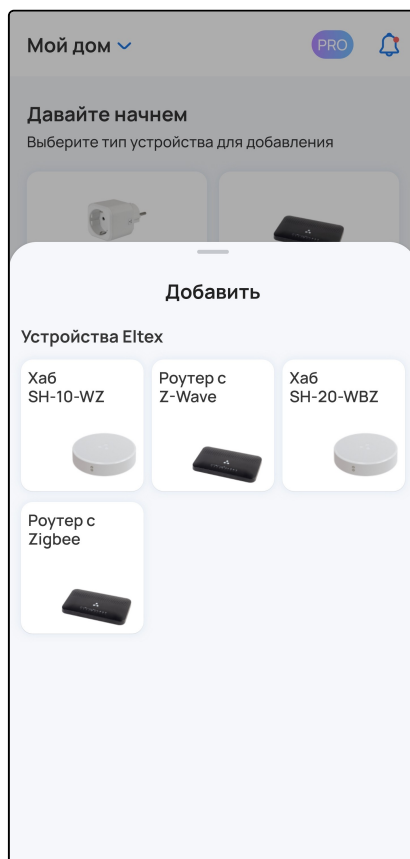 Мой дом
PRO
Давайте начнем
Выберите тип устройства для добавления
Добавить
Устройства Eltex
Хаб
SH-10-WZ
Роутер с
Z-Wave
Хаб
SH-20-WBZ
Роутер с
Zigbee